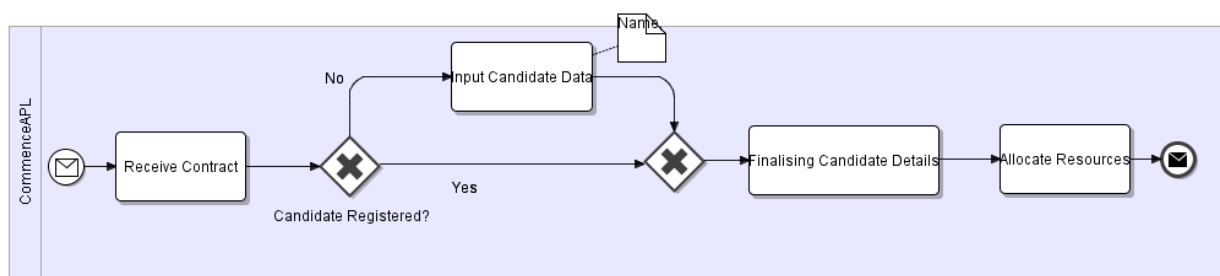 CommenceAPL
Receive Contract
Candidate Registered?
No
Input Candidate Data
Name,
Yes
Finalising Candidate Details
Allocate Resources